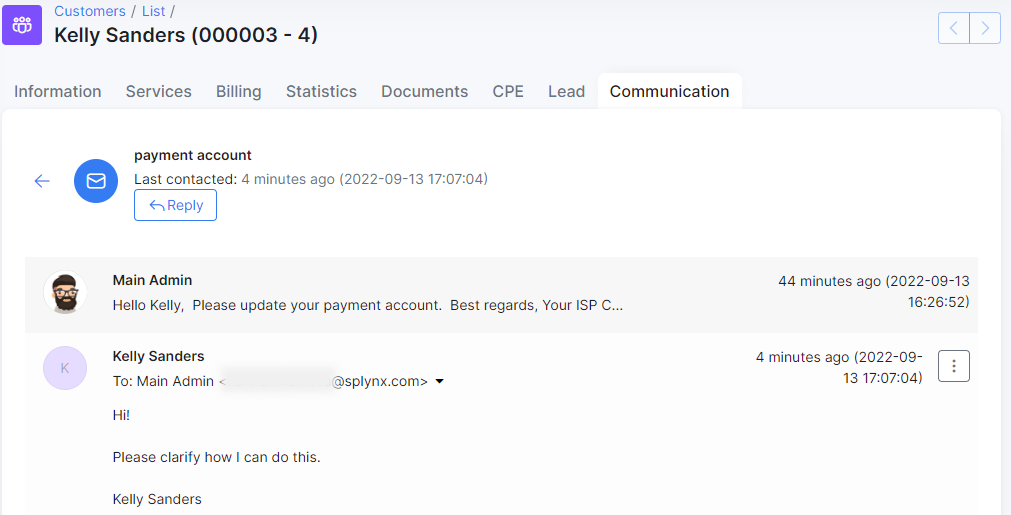 Customers / List /
Kelly Sanders (000003 - 4)
Information Services Billing Statistics Documents CPE Lead Communication
payment account
Last contacted: 4 minutes ago (2022-09-13 17:07:04)
Reply
Main Admin
44 minutes ago (2022-09-13
16:26:52)
Hello Kelly,  Please update your payment account.  Best regards, Your ISP C...
K
Kelly Sanders
4 minutes ago (2022-09-
13 17:07:04)
To: Main Admin < @splynx.com>
Hi!
Please clarify how I can do this.
Kelly Sanders